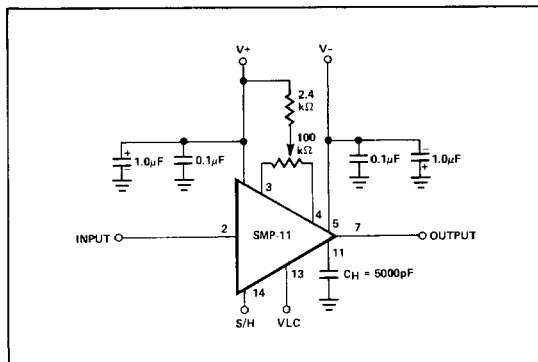 V+
V-
2.4
kΩ
100
kΩ
1.0µF
0.1µF
0.1µF
1.0µF
3
4
5
7
INPUT
2
SMP-11
OUTPUT
11
13
C_H = 5000pF
14
S/H
VLC